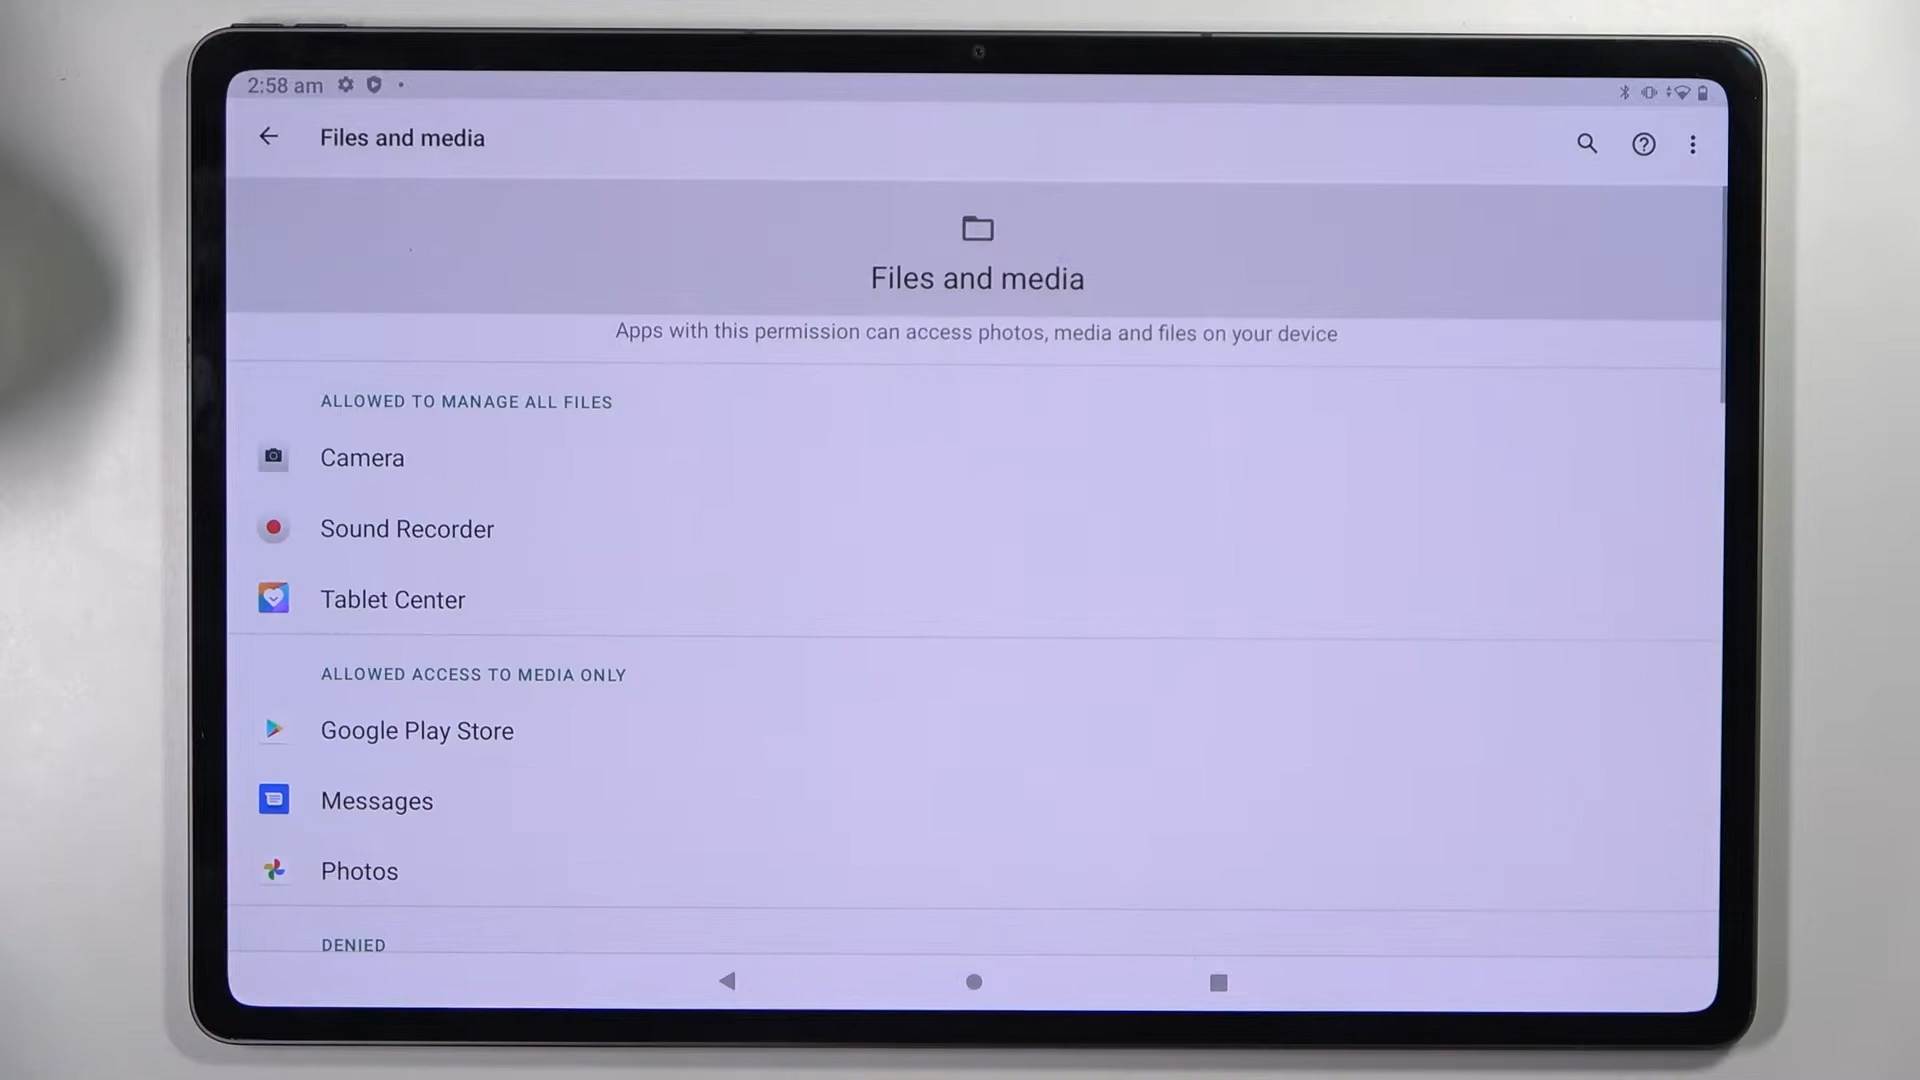 2:58 am
Files and media
Files and media
Apps with this permission can access photos, media and files on your device
ALLOWED TO MANAGE ALL FILES
Camera
Sound Recorder
Tablet Center
ALLOWED ACCESS TO MEDIA ONLY
Google Play Store
Messages
Photos
DENIED